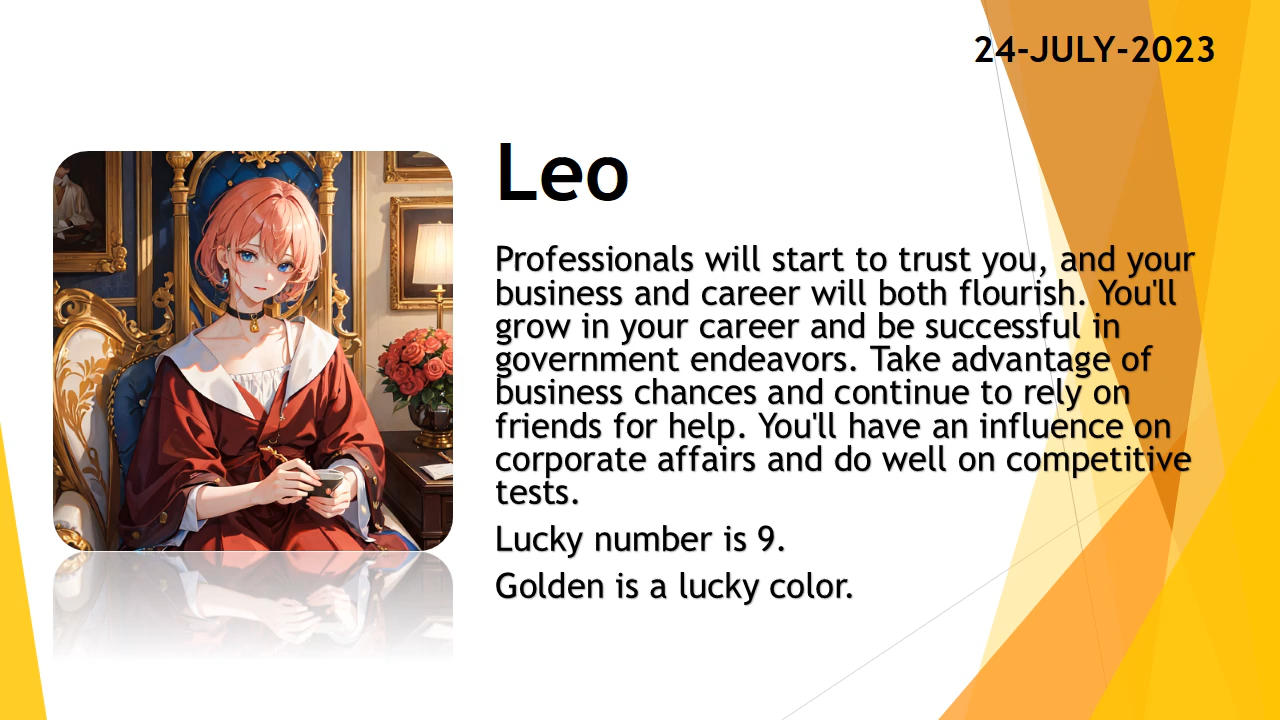 24-JULY-2023
Leo
Professionals will start to trust you, and your
business and career will both flourish. You'll
grow in your career and be successful in
government endeavors. Take advantage of
business chances and continue to rely on
friends for help. You'll have an influence on
corporate affairs and do well on competitive
tests.
Lucky number is 9.
Golden is a lucky color.